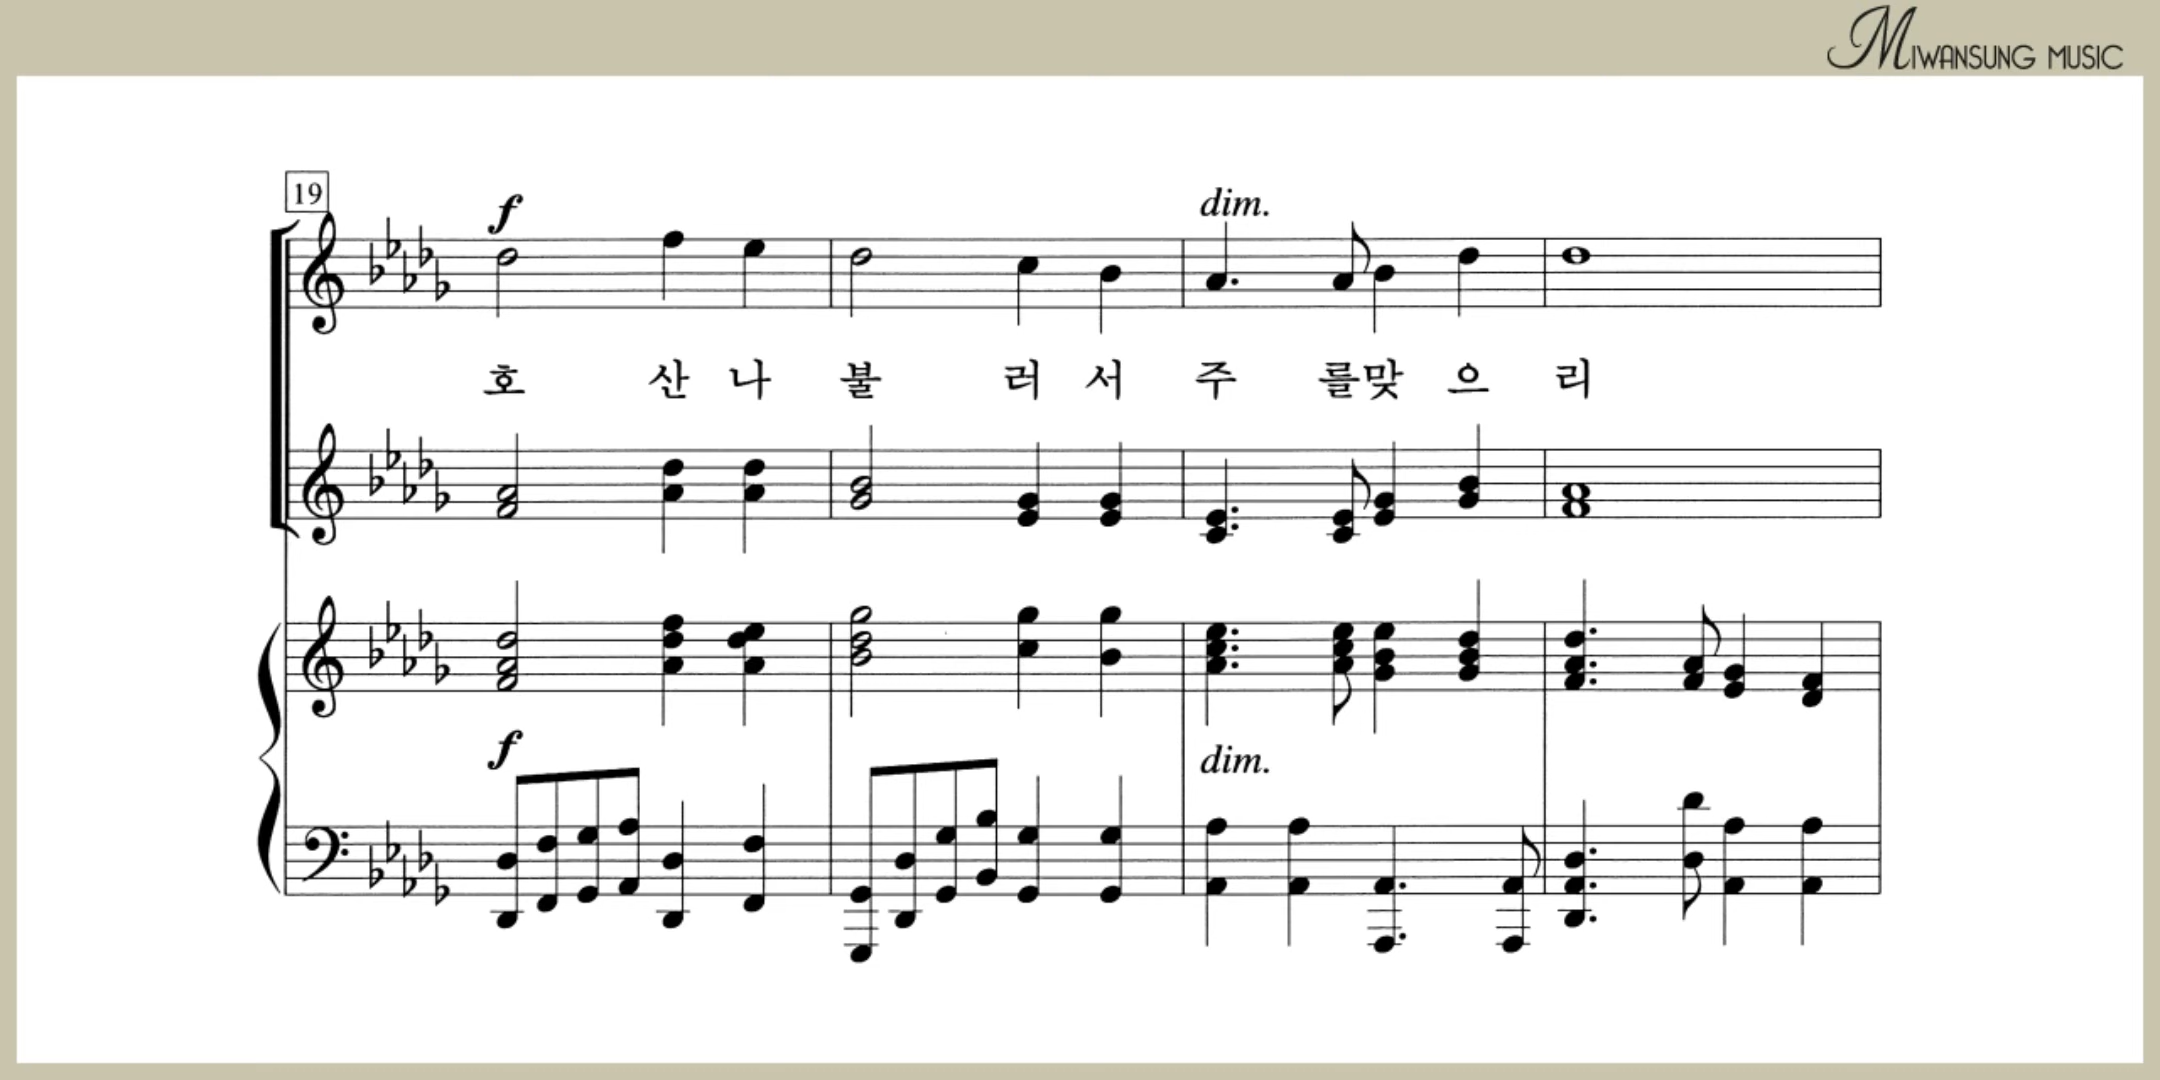 MIWANSUNG MUSIC
19
f
dim.
호 산 나 불 러 서 주 를 맞 으 리
f
dim.